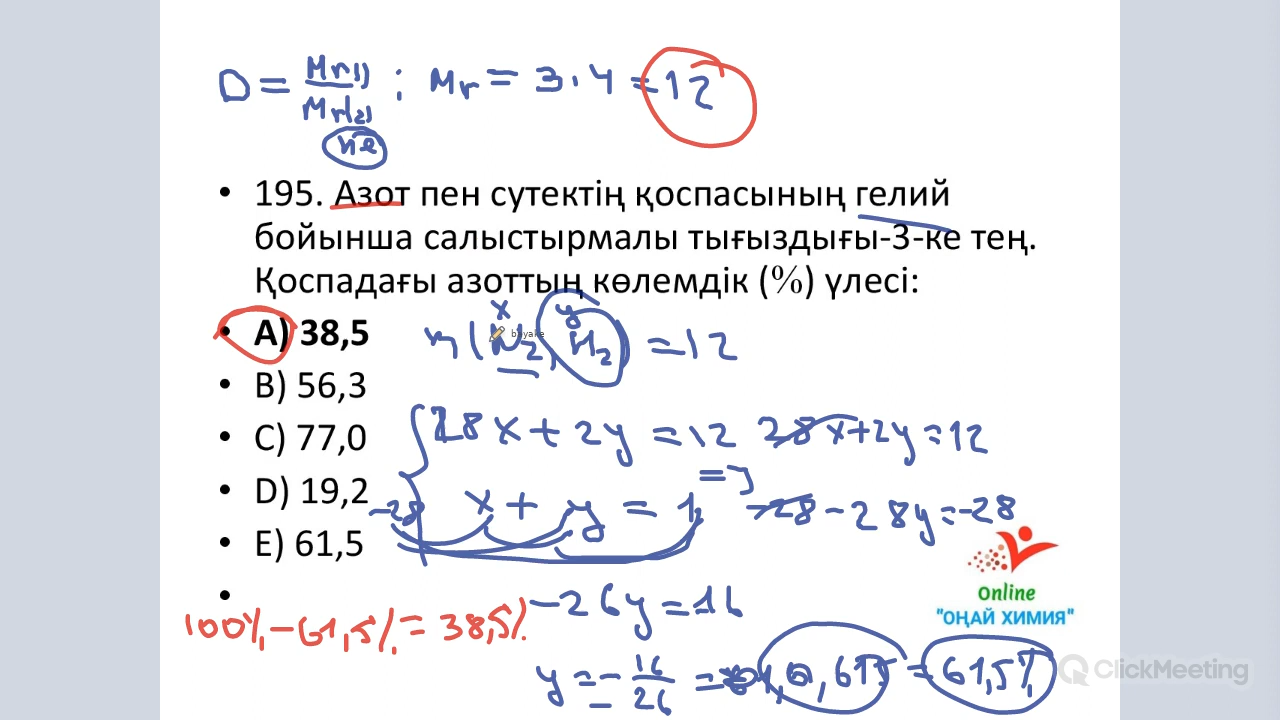 D = Mr(1) / Mr(2) ; Mr = 3·4 = 12
He
• 195. Азот пен сутектің қоспасының гелий
бойынша салыстырмалы тығыздығы-3-ке тең.
Қоспадағы азоттың көлемдік (%) үлесі:
• A) 38,5
x y
(N2, H2) = 12
• B) 56,3
• C) 77,0
28x + 2y = 12 28x + 2y = 12
=>
• D) 19,2
-28 x + y = 1 -28 - 28y = -28
• E) 61,5
Online
"ОҢАЙ ХИМИЯ"
•
-26y = 16
100% - 61,5% = 38,5%
y = - 16 / 26 = 0,615 = 61,5%
ClickMeeting